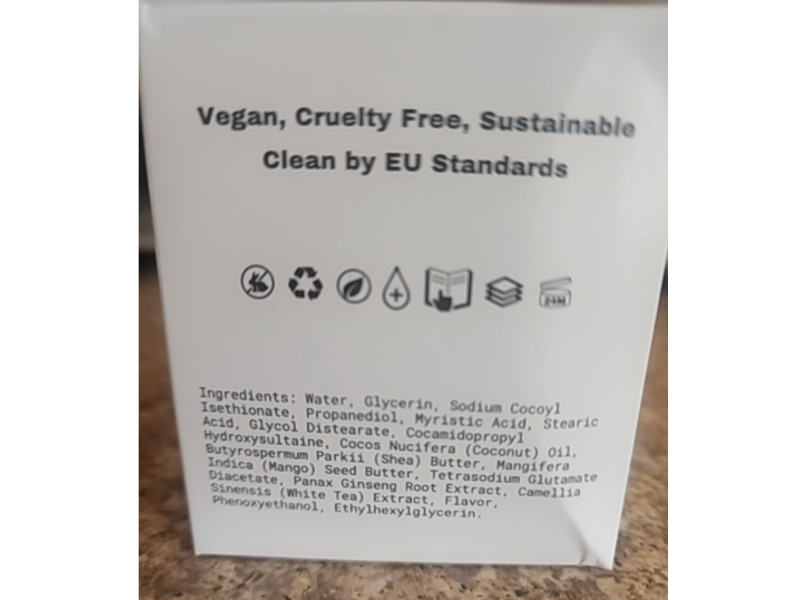 Vegan, Cruelty Free, Sustainable
Clean by EU Standards
24M
Ingredients: Water, Glycerin, Sodium Cocoyl
Isethionate, Propanediol, Myristic Acid, Stearic
Acid, Glycol Distearate, Cocamidopropyl
Hydroxysultaine, Cocos Nucifera (Coconut) Oil,
Butyrospermum Parkii (Shea) Butter, Mangifera
Indica (Mango) Seed Butter, Tetrasodium Glutamate
Diacetate, Panax Ginseng Root Extract, Camellia
Sinensis (White Tea) Extract, Flavor,
Phenoxyethanol, Ethylhexylglycerin.